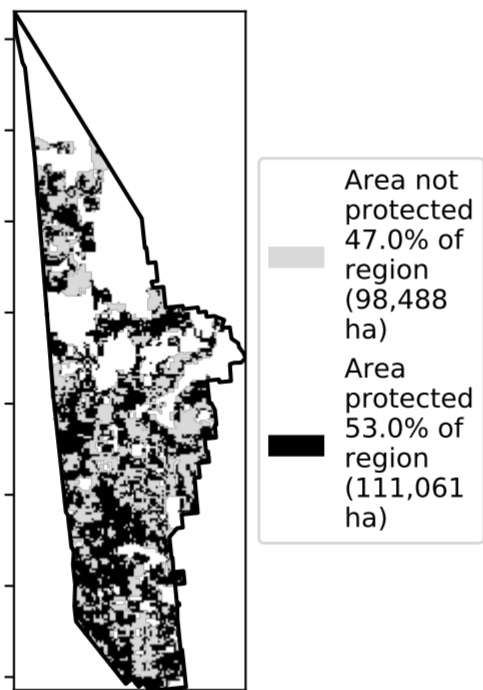 Area not
protected
47.0% of
region
(98,488
ha)
Area
protected
53.0% of
region
(111,061
ha)